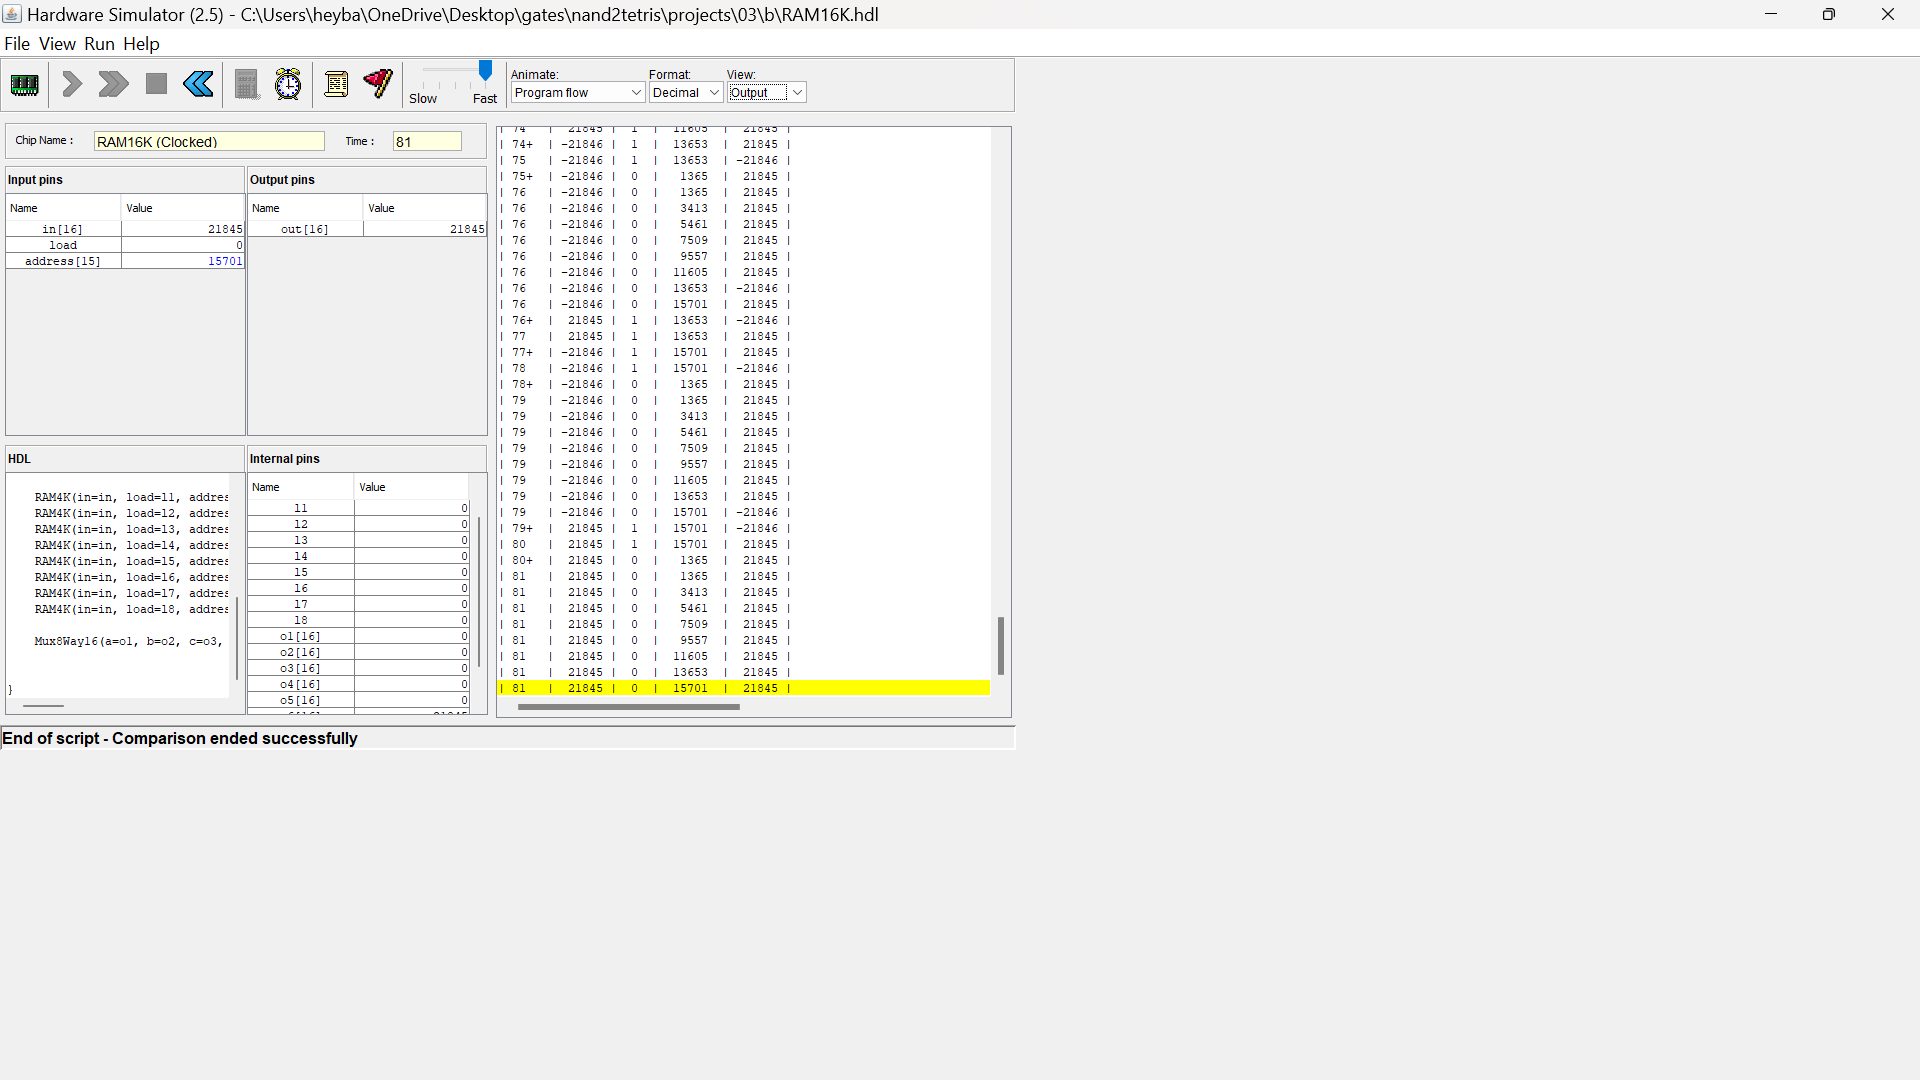 Hardware Simulator (2.5) - C:\Users\heyba\OneDrive\Desktop\gates\nand2tetris\projects\03\b\RAM16K.hdl
File View Run Help
Slow Fast
Animate:
Program flow
Format:
Decimal
View:
Output
Chip Name :
RAM16K (Clocked)
Time :
81
Input pins
Name Value
in[16] 21845
load 0
address[15] 15701
Output pins
Name Value
out[16] 21845
HDL
RAM4K(in=in, load=l1, addres
RAM4K(in=in, load=l2, addres
RAM4K(in=in, load=l3, addres
RAM4K(in=in, load=l4, addres
RAM4K(in=in, load=l5, addres
RAM4K(in=in, load=l6, addres
RAM4K(in=in, load=l7, addres
RAM4K(in=in, load=l8, addres
Mux8Way16(a=o1, b=o2, c=o3,
}
Internal pins
Name Value
l1 0
l2 0
l3 0
l4 0
l5 0
l6 0
l7 0
l8 0
o1[16] 0
o2[16] 0
o3[16] 0
o4[16] 0
o5[16] 0
| 74 | 21845 | 1 | 11605 | 21845 |
| 74+ | -21846 | 1 | 13653 | 21845 |
| 75 | -21846 | 1 | 13653 | -21846 |
| 75+ | -21846 | 0 | 1365 | 21845 |
| 76 | -21846 | 0 | 1365 | 21845 |
| 76 | -21846 | 0 | 3413 | 21845 |
| 76 | -21846 | 0 | 5461 | 21845 |
| 76 | -21846 | 0 | 7509 | 21845 |
| 76 | -21846 | 0 | 9557 | 21845 |
| 76 | -21846 | 0 | 11605 | 21845 |
| 76 | -21846 | 0 | 13653 | -21846 |
| 76 | -21846 | 0 | 15701 | 21845 |
| 76+ | 21845 | 1 | 13653 | -21846 |
| 77 | 21845 | 1 | 13653 | 21845 |
| 77+ | -21846 | 1 | 15701 | 21845 |
| 78 | -21846 | 1 | 15701 | -21846 |
| 78+ | -21846 | 0 | 1365 | 21845 |
| 79 | -21846 | 0 | 1365 | 21845 |
| 79 | -21846 | 0 | 3413 | 21845 |
| 79 | -21846 | 0 | 5461 | 21845 |
| 79 | -21846 | 0 | 7509 | 21845 |
| 79 | -21846 | 0 | 9557 | 21845 |
| 79 | -21846 | 0 | 11605 | 21845 |
| 79 | -21846 | 0 | 13653 | 21845 |
| 79 | -21846 | 0 | 15701 | -21846 |
| 79+ | 21845 | 1 | 15701 | -21846 |
| 80 | 21845 | 1 | 15701 | 21845 |
| 80+ | 21845 | 0 | 1365 | 21845 |
| 81 | 21845 | 0 | 1365 | 21845 |
| 81 | 21845 | 0 | 3413 | 21845 |
| 81 | 21845 | 0 | 5461 | 21845 |
| 81 | 21845 | 0 | 7509 | 21845 |
| 81 | 21845 | 0 | 9557 | 21845 |
| 81 | 21845 | 0 | 11605 | 21845 |
| 81 | 21845 | 0 | 13653 | 21845 |
| 81 | 21845 | 0 | 15701 | 21845 |
End of script - Comparison ended successfully